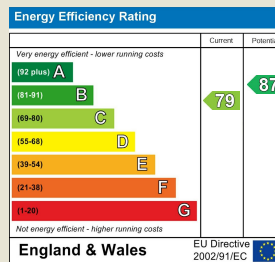 Energy Efficiency Rating
Current Potentia
Very energy efficient - lower running costs
(92 plus) A
(81-91) B
87
(69-80) C
79
(55-68) D
(39-54) E
(21-38) F
(1-20) G
Not energy efficient - higher running costs
England & Wales
EU Directive
2002/91/EC